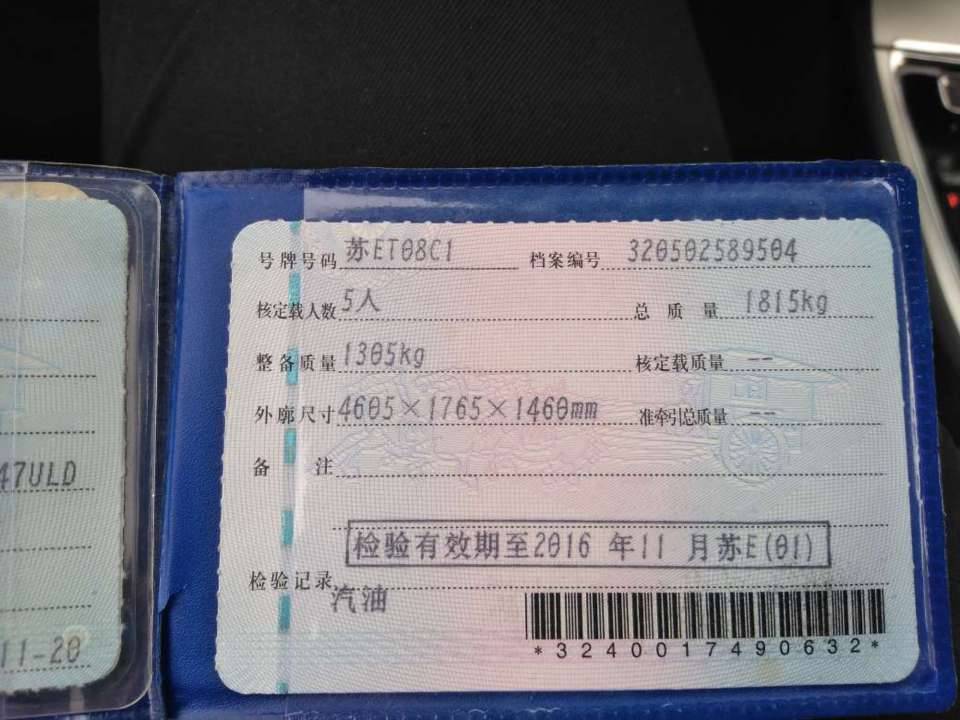 号牌号码 苏ET08C1 档案编号 320502589504
核定载人数 5人 总质量 1815kg
整备质量 1305kg 核定载质量 --
外廓尺寸 4605×1765×1460mm 准牵引总质量 --
备注
检验有效期至2016 年11 月苏E(01)
检验记录
汽油
*3240017490632*
47ULD
11-20